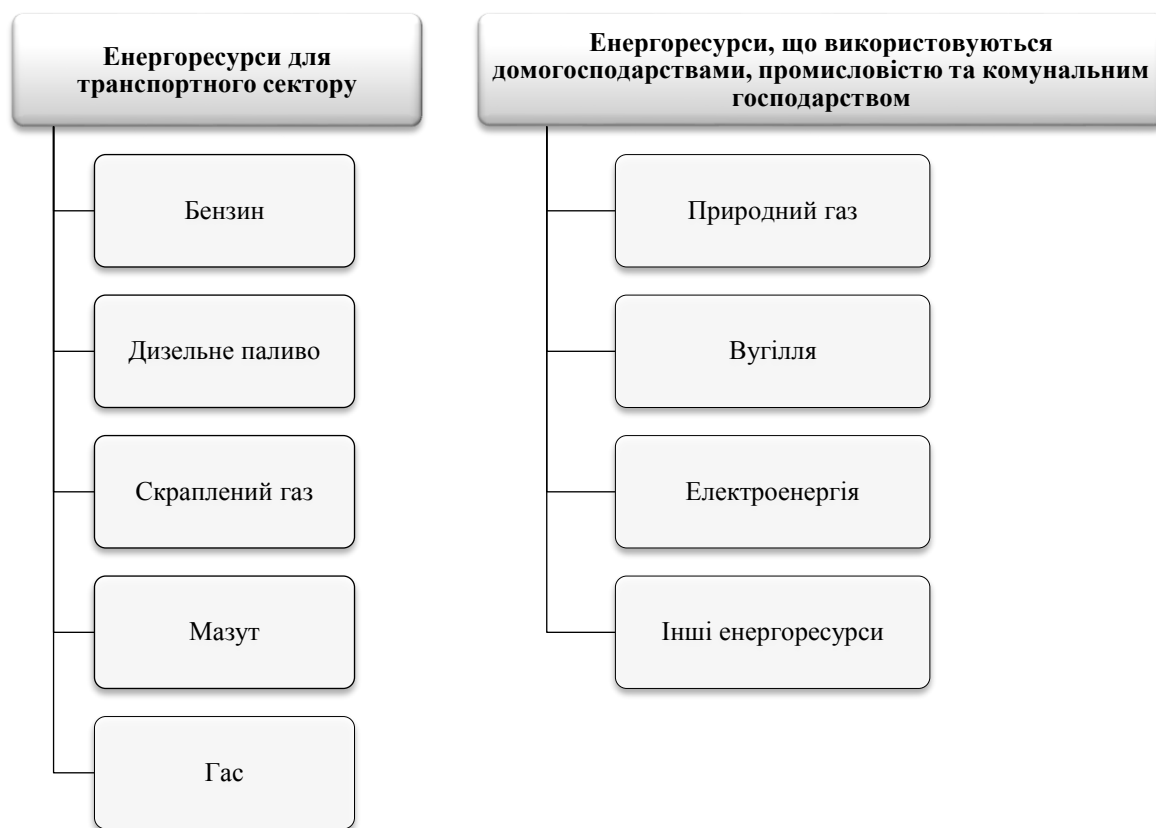 Енергоресурси для
транспортного сектору
Бензин
Дизельне паливо
Скраплений газ
Мазут
Гас
Енергоресурси, що використовуються
домогосподарствами, промисловістю та комунальним
господарством
Природний газ
Вугілля
Електроенергія
Інші енергоресурси